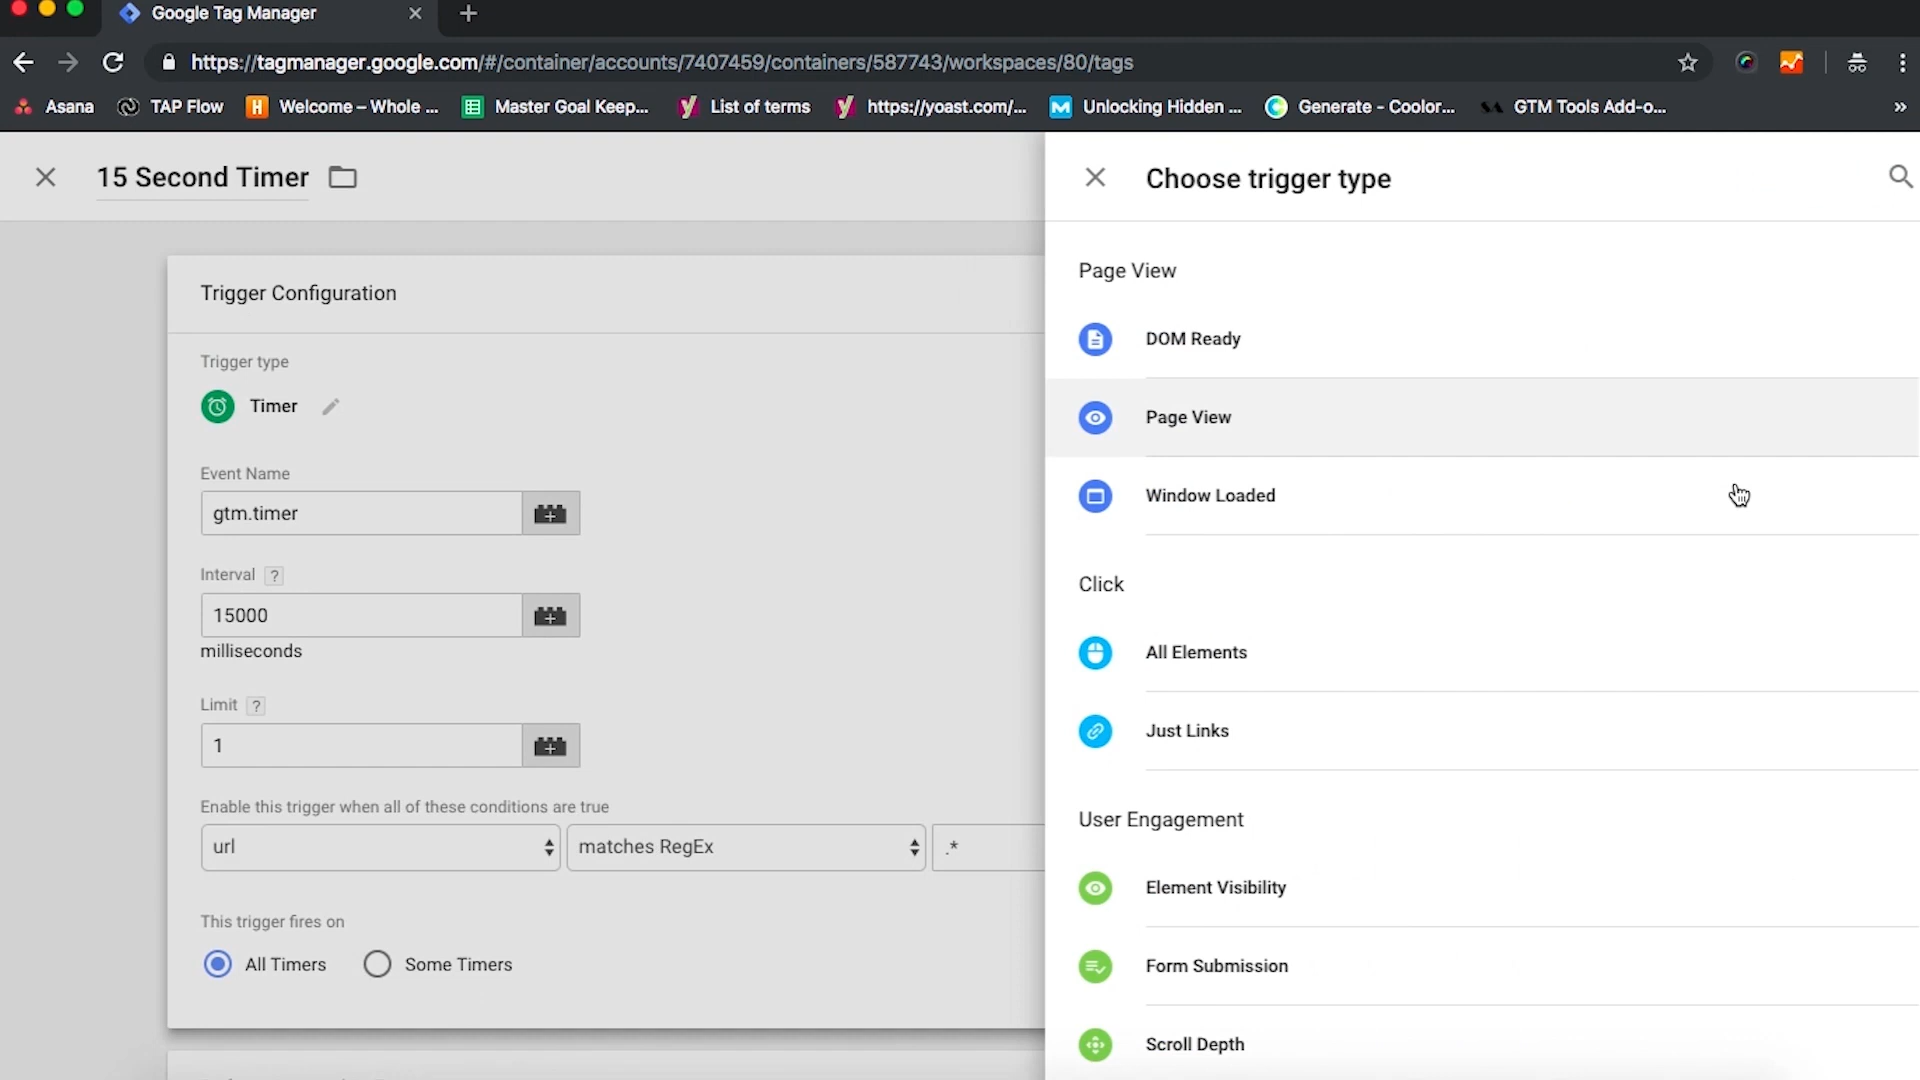 Google Tag Manager
https://tagmanager.google.com/#/container/accounts/7407459/containers/587743/workspaces/80/tags
Asana
TAP Flow
Welcome – Whole ...
Master Goal Keep...
List of terms
https://yoast.com/...
Unlocking Hidden ...
Generate - Coolor...
GTM Tools Add-o...
»
15 Second Timer
Trigger Configuration
Trigger type
Timer
Event Name
gtm.timer
Interval ?
15000
milliseconds
Limit ?
1
Enable this trigger when all of these conditions are true
url
matches RegEx
.*
This trigger fires on
All Timers
Some Timers
Choose trigger type
Page View
DOM Ready
Page View
Window Loaded
Click
All Elements
Just Links
User Engagement
Element Visibility
Form Submission
Scroll Depth